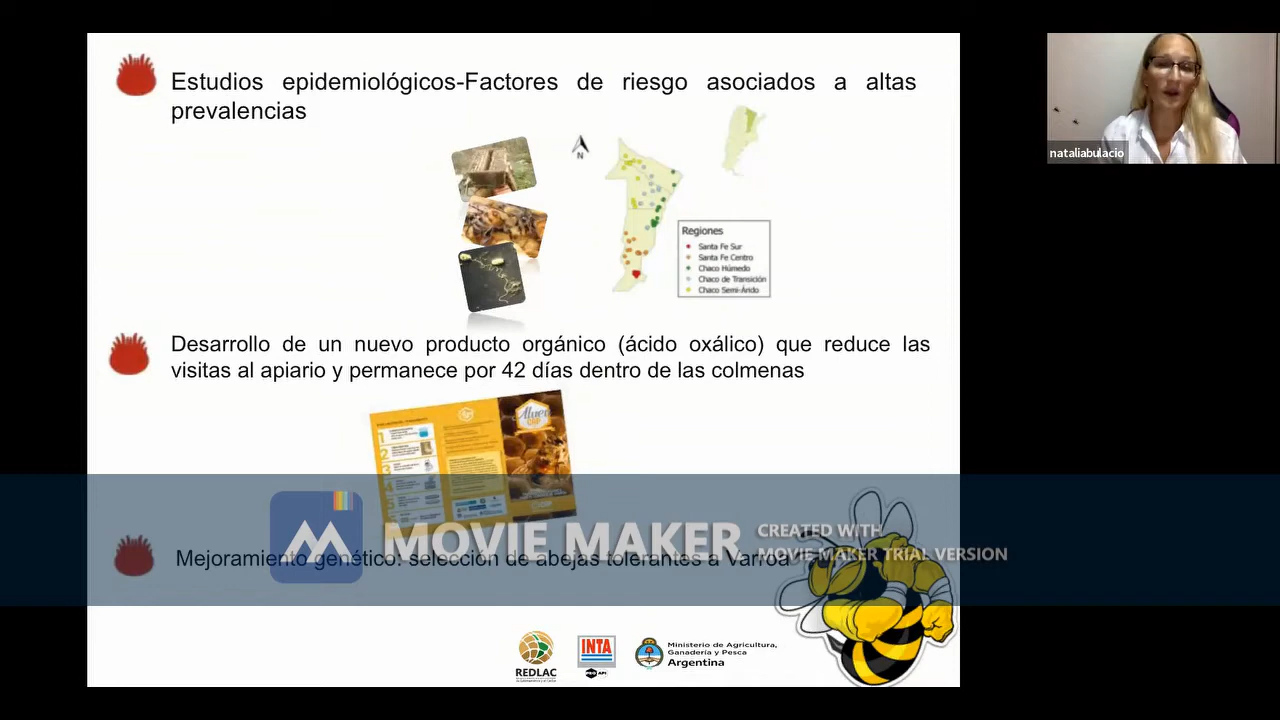 Estudios epidemiológicos-Factores de riesgo asociados a altas
prevalencias
nataliabulacio
N
Regiones
Santa Fe Sur
Santa Fe Centro
Chaco Húmedo
Chaco de Transición
Chaco Semi-Árido
Desarrollo de un nuevo producto orgánico (ácido oxálico) que reduce las
visitas al apiario y permanece por 42 días dentro de las colmenas
1
2
3
MOVIE MAKER
CREATED WITH
MOVIE MAKER TRIAL VERSION
Mejoramiento genético: selección de abejas tolerantes a Varroa
REDLAC
INTA
Ministerio de Agricultura,
Ganadería y Pesca
Argentina